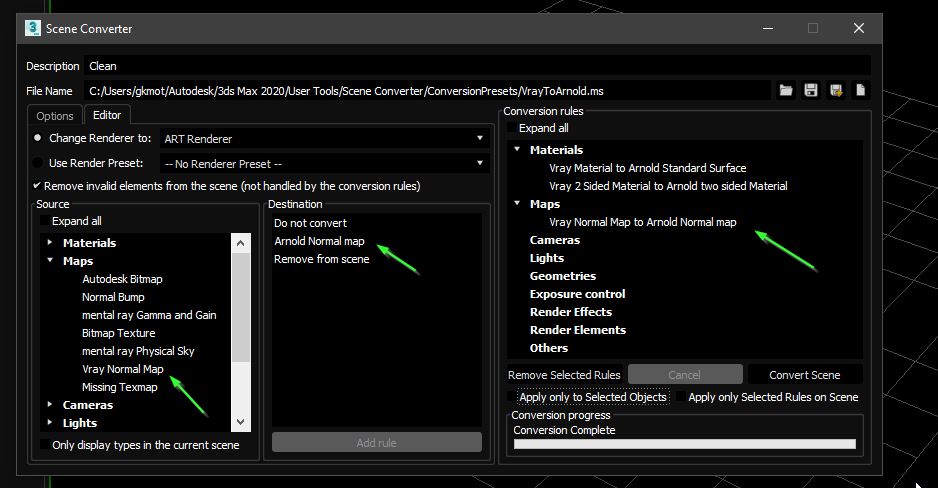 3
Scene Converter
Description Clean
File Name C:/Users/gkmot/Autodesk/3ds Max 2020/User Tools/Scene Converter/ConversionPresets/VrayToArnold.ms
Options Editor
Change Renderer to: ART Renderer
Use Render Preset: -- No Renderer Preset --
Remove invalid elements from the scene (not handled by the conversion rules)
Source
Expand all
Materials
Maps
Autodesk Bitmap
Normal Bump
mental ray Gamma and Gain
Bitmap Texture
mental ray Physical Sky
Vray Normal Map
Missing Texmap
Cameras
Lights
Only display types in the current scene
Destination
Do not convert
Arnold Normal map
Remove from scene
Add rule
Conversion rules
Expand all
Materials
Vray Material to Arnold Standard Surface
Vray 2 Sided Material to Arnold two sided Material
Maps
Vray Normal Map to Arnold Normal map
Cameras
Lights
Geometries
Exposure control
Render Effects
Render Elements
Others
Remove Selected Rules Cancel Convert Scene
Apply only to Selected Objects Apply only Selected Rules on Scene
Conversion progress
Conversion Complete